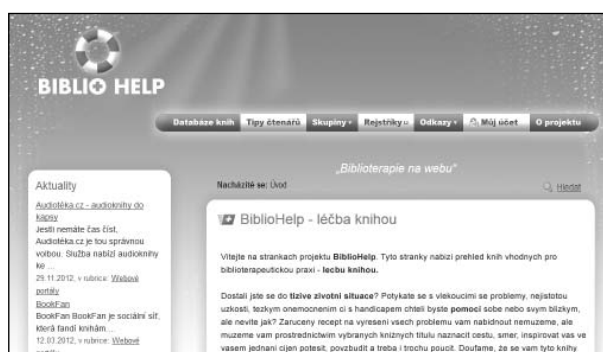 BIBLIO HELP
Databáze knih Tipy čtenářů Skupiny Rejstříky Odkazy Můj účet O projektu
„Biblioterapie na webu“
Nacházíte se: Úvod
Hledat
Aktuality
Audiotéka.cz - audioknihy do
kapsy
Jestli nemáte čas číst,
Audiotéka.cz je tou správnou
volbou. Služba nabízí audioknihy
ke ...
29.11.2012, v rubrice: Webové
portály
BookFan
BookFan BookFan je sociální síť,
která fandí knihám....
12.03.2012, v rubrice: Webové
BiblioHelp - léčba knihou
Vitejte na strankach projektu BiblioHelp. Tyto stranky nabizi prehled knih vhodnych pro
biblioterapeutickou praxi - lecbu knihou.
Dostali jste se do tizive zivotni situace? Potykate se s vlekoucimi se problemy, nejistotou
uzkosti, tezkym onemocnenim ci s handicapem chteli byste pomoci sobe nebo svym blizkym,
ale nevite jak? Zaruceny recept na vyreseni vsech problemu vam nabidnout nemuzeme, ale
muzeme vam prostrednictvim vybranych kniznich titulu naznacit cestu, smer, inspirovat vas ve
vasem jednani ci jen potesit, povzbudit a treba i trochu poucit. Doufame, ze se vam tyto knihy